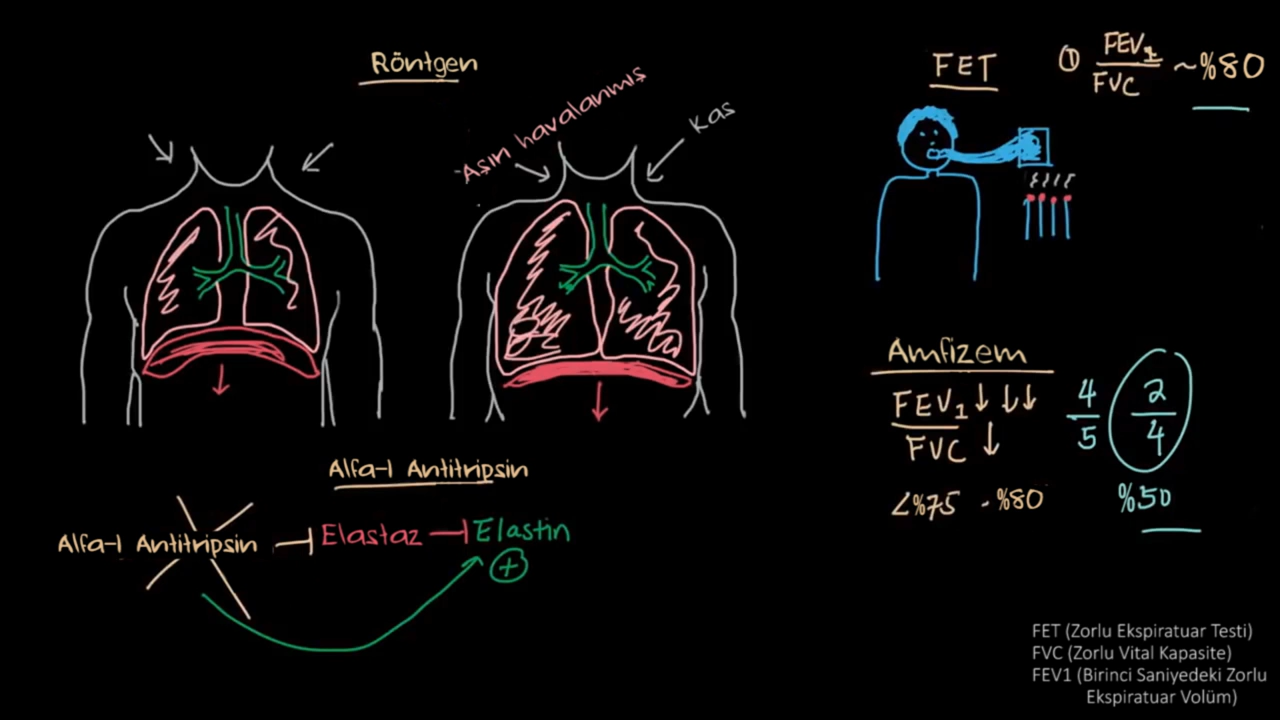 Röntgen
Aşırı havalanmış
Kas
FET
① FEV1 ~%80
FVC
Amfizem
FEV1 ↓ ↓↓
FVC ↓
4 2
5 4
<%75 - %80
%50
Alfa-1 Antitripsin
Alfa-1 Antitripsin ⊣ Elastaz ⊣ Elastin
+
FET (Zorlu Ekspiratuar Testi)
FVC (Zorlu Vital Kapasite)
FEV1 (Birinci Saniyedeki Zorlu
Ekspiratuar Volüm)